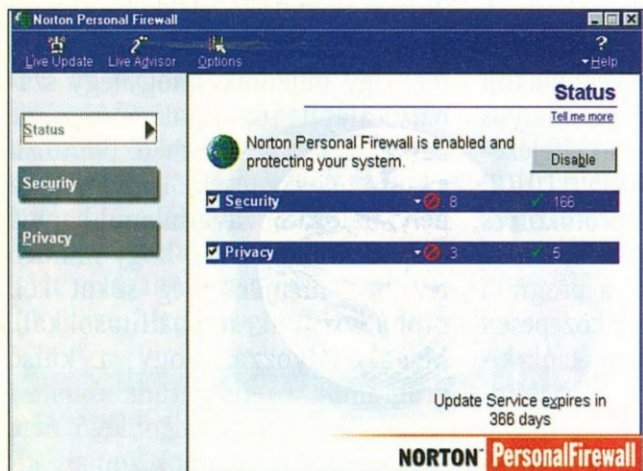 Norton Personal Firewall
Live Update Live Advisor Options Help
Status
Tell me more
Status
Norton Personal Firewall is enabled and
protecting your system.
Disable
Security
Security 8 166
Privacy
Privacy 3 5
Update Service expires in
366 days
NORTON PersonalFirewall